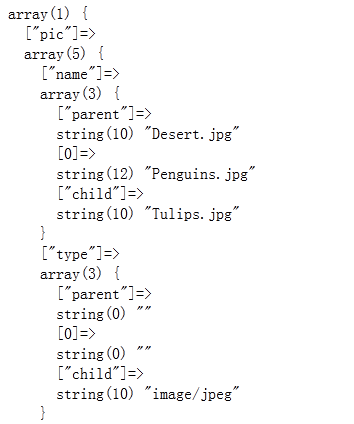 array(1) {
  ["pic"]=>
  array(5) {
    ["name"]=>
    array(3) {
      ["parent"]=>
      string(10) "Desert.jpg"
      [0]=>
      string(12) "Penguins.jpg"
      ["child"]=>
      string(10) "Tulips.jpg"
    }
    ["type"]=>
    array(3) {
      ["parent"]=>
      string(0) ""
      [0]=>
      string(0) ""
      ["child"]=>
      string(10) "image/jpeg"
    }